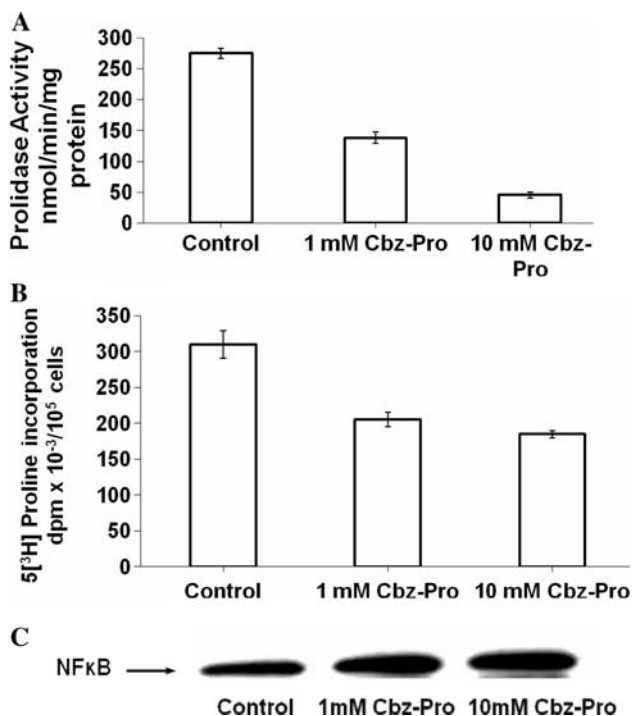 A
Prolidase Activity
nmol/min/mg
protein
300
250
200
150
100
50
0
Control
1 mM Cbz-Pro
10 mM Cbz-
Pro
B
5[³H] Proline incorporation
dpm x 10⁻³/10⁵ cells
350
300
250
200
150
100
50
0
Control
1 mM Cbz-Pro
10 mM Cbz-Pro
C
NFκB
Control
1mM Cbz-Pro
10mM Cbz-Pro